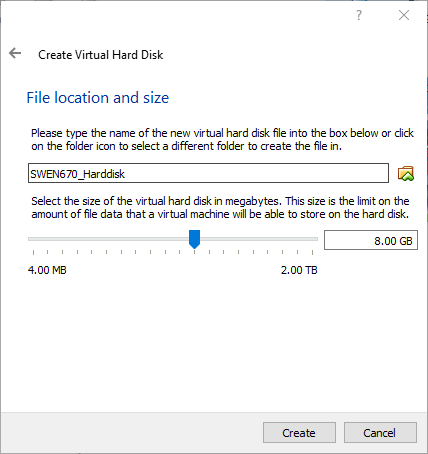 ?
Create Virtual Hard Disk
File location and size
Please type the name of the new virtual hard disk file into the box below or click
on the folder icon to select a different folder to create the file in.
SWEN670_Harddisk
Select the size of the virtual hard disk in megabytes. This size is the limit on the
amount of file data that a virtual machine will be able to store on the hard disk.
8.00 GB
4.00 MB 2.00 TB
Create Cancel